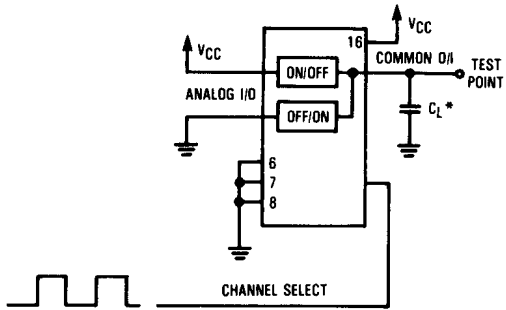 VCC
16
VCC
COMMON O/I
TEST
POINT
ON/OFF
ANALOG I/O
OFF/ON
CL*
6
7
8
CHANNEL SELECT